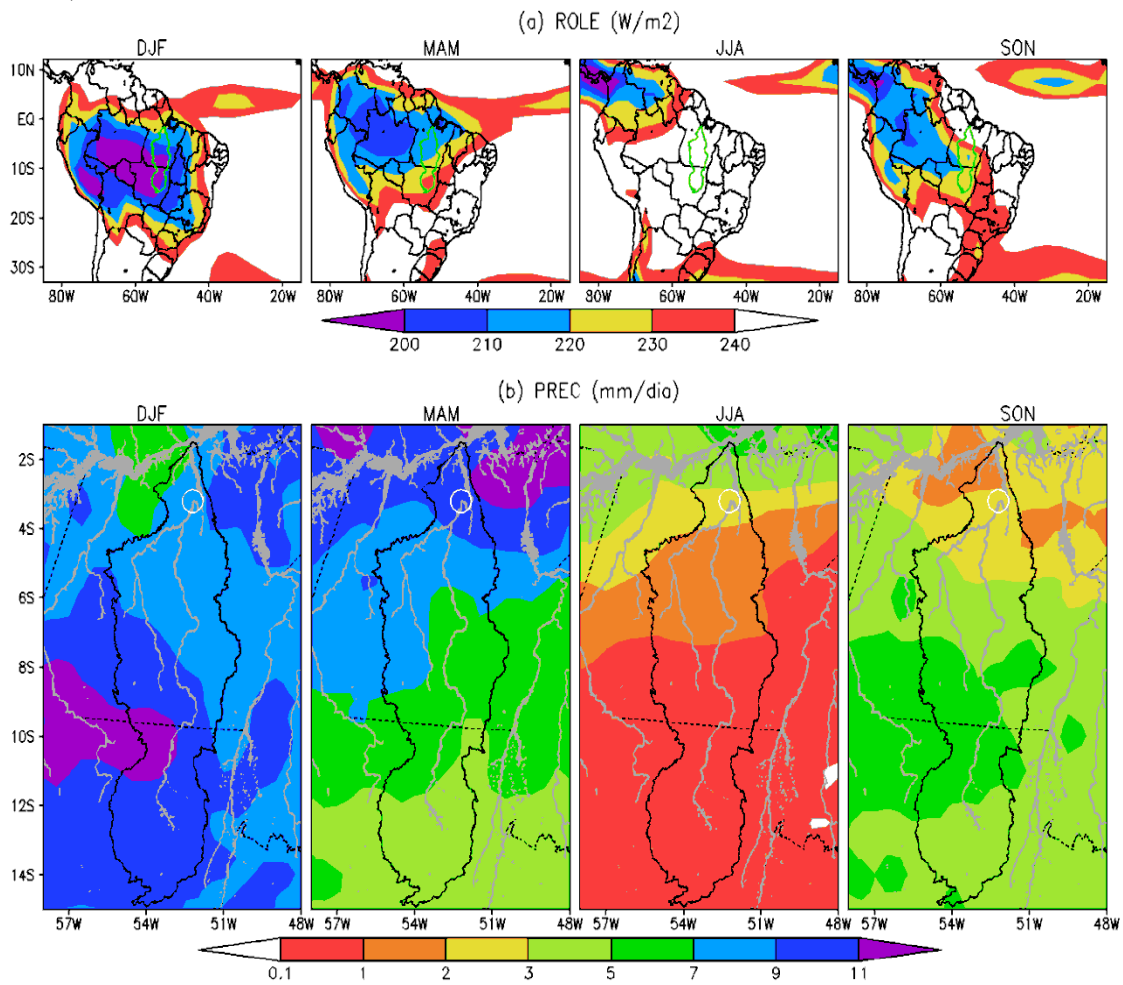 (a) ROLE (W/m2)
DJF MAM JJA SON
10N
EQ
10S
20S
30S
80W 60W 40W 20W 80W 60W 40W 20W 80W 60W 40W 20W 80W 60W 40W 20W
200 210 220 230 240
(b) PREC (mm/dia)
DJF MAM JJA SON
2S
4S
6S
8S
10S
12S
14S
57W 54W 51W 48W 57W 54W 51W 48W 57W 54W 51W 48W 57W 54W 51W 48W
0.1 1 2 3 5 7 9 11